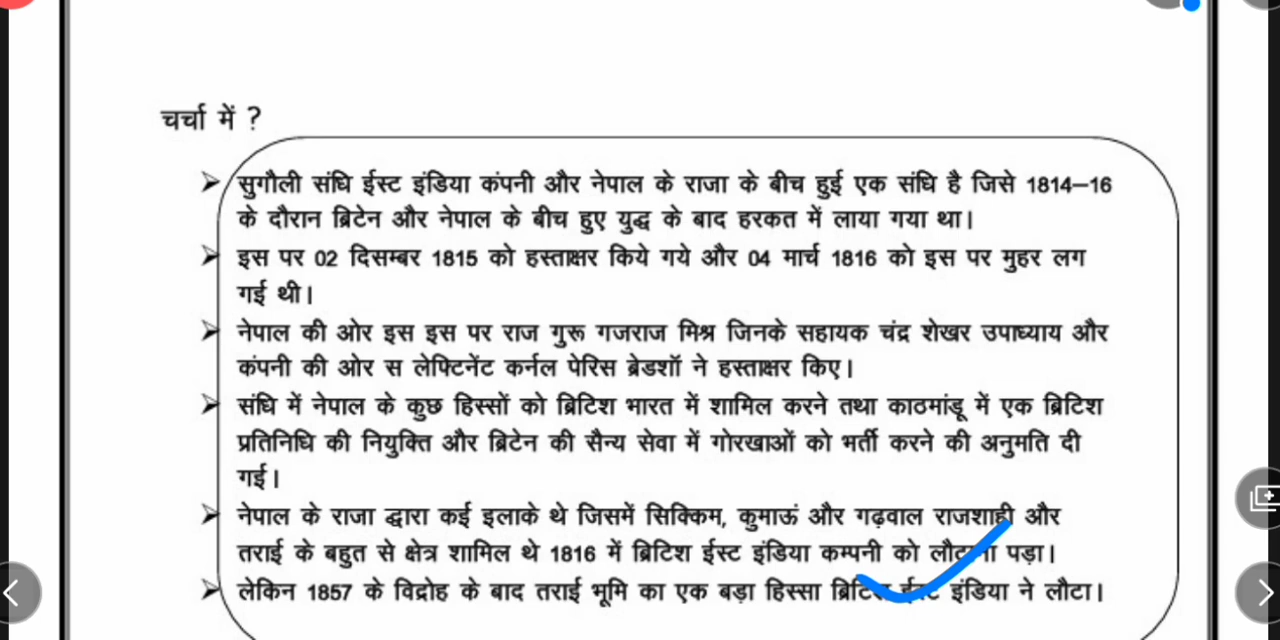 चर्चा में ?
➢ सुगौली संधि ईस्ट इंडिया कंपनी और नेपाल के राजा के बीच हुई एक संधि है जिसे 1814–16
के दौरान ब्रिटेन और नेपाल के बीच हुए युद्ध के बाद हरकत में लाया गया था।
➢ इस पर 02 दिसम्बर 1815 को हस्ताक्षर किये गये और 04 मार्च 1816 को इस पर मुहर लग
गई थी।
➢ नेपाल की ओर इस इस पर राज गुरू गजराज मिश्र जिनके सहायक चंद्र शेखर उपाध्याय और
कंपनी की ओर स लेफ्टिनेंट कर्नल पेरिस ब्रेडशॉ ने हस्ताक्षर किए।
➢ संधि में नेपाल के कुछ हिस्सों को ब्रिटिश भारत में शामिल करने तथा काठमांडू में एक ब्रिटिश
प्रतिनिधि की नियुक्ति और ब्रिटेन की सैन्य सेवा में गोरखाओं को भर्ती करने की अनुमति दी
गई।
➢ नेपाल के राजा द्वारा कई इलाके थे जिसमें सिक्किम, कुमाऊं और गढ़वाल राजशाही और
तराई के बहुत से क्षेत्र शामिल थे 1816 में ब्रिटिश ईस्ट इंडिया कम्पनी को पड़ा।
➢ लेकिन 1857 के विद्रोह के बाद तराई भूमि का एक बड़ा हिस्सा ब्रिटिश ईस्ट इंडिया ने लौटा।